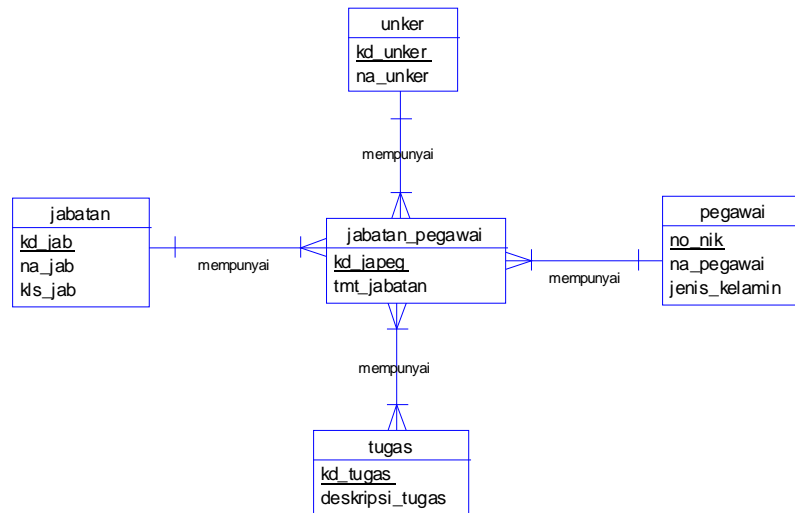 unker
kd_unker
na_unker
mempunyai
jabatan
kd_jab
na_jab
kls_jab
mempunyai
jabatan_pegawai
kd_japeg
tmt_jabatan
mempunyai
pegawai
no_nik
na_pegawai
jenis_kelamin
mempunyai
tugas
kd_tugas
deskripsi_tugas